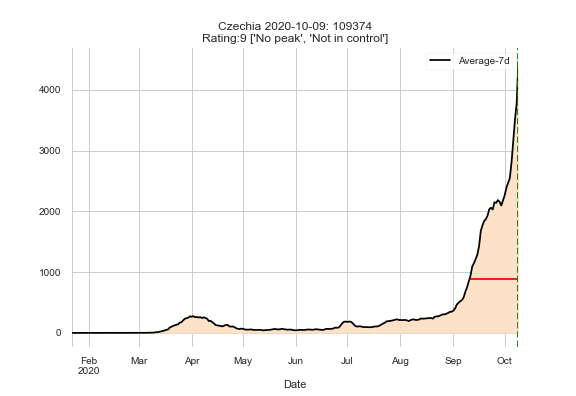 Czechia 2020-10-09: 109374
Rating:9 ['No peak', 'Not in control']
Average-7d
4000
3000
2000
1000
0
Feb Mar Apr May Jun Jul Aug Sep Oct
2020
Date